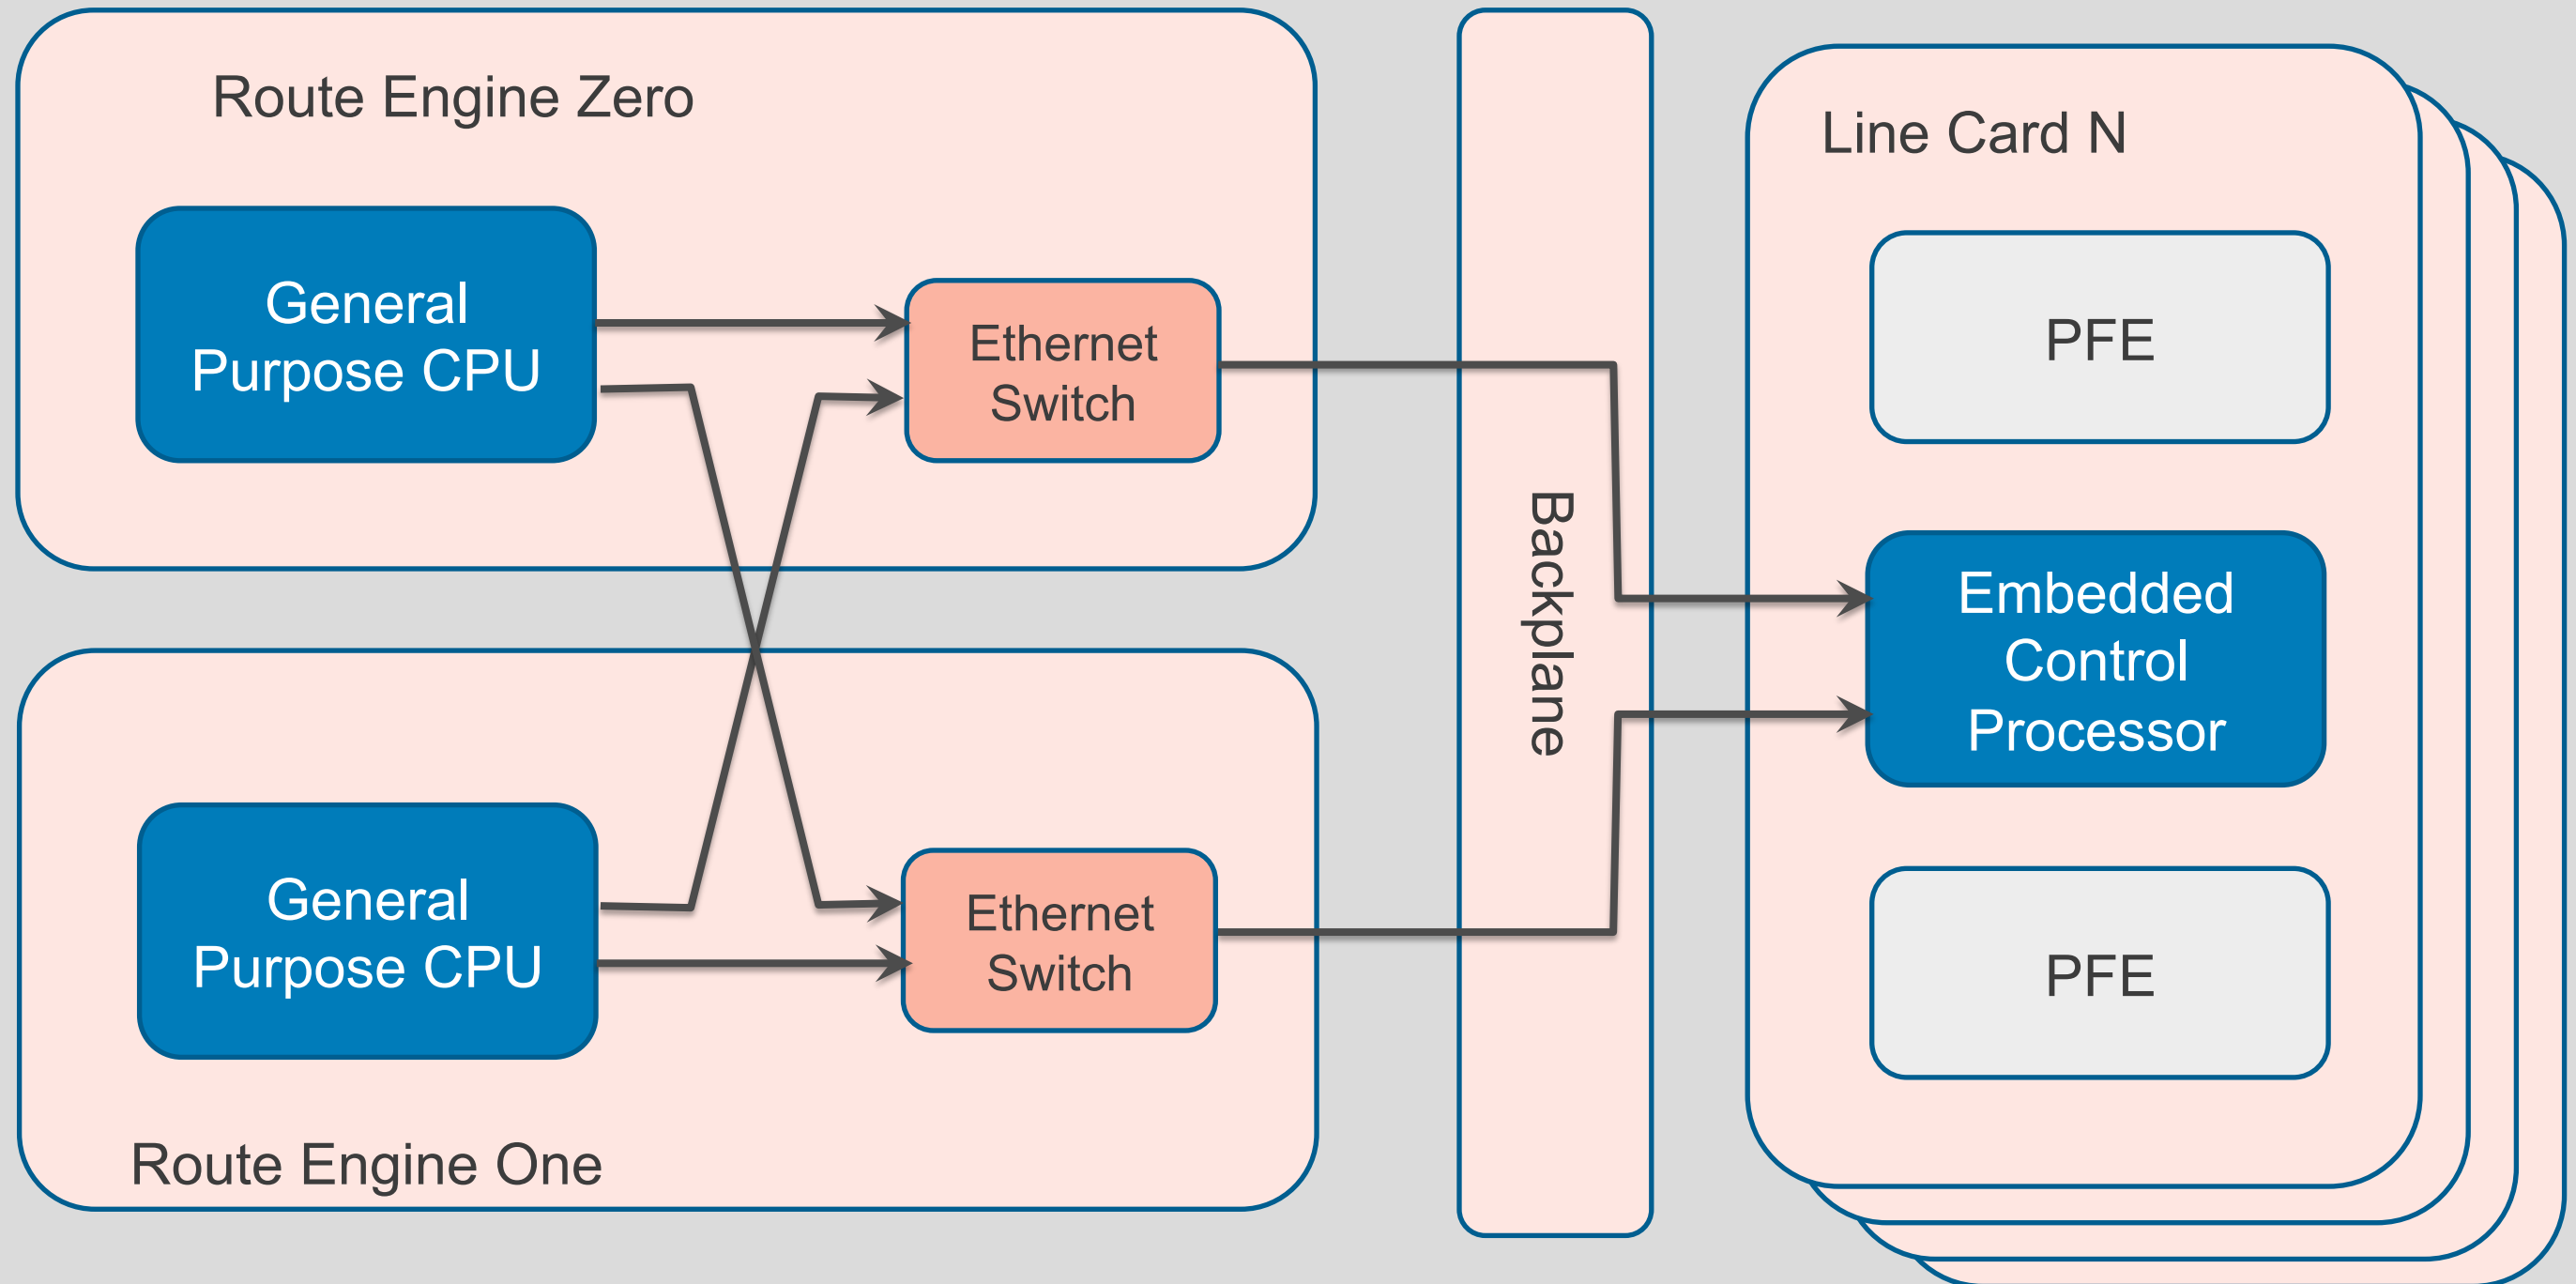 Route Engine Zero
General
Purpose CPU
Ethernet
Switch
Route Engine One
General
Purpose CPU
Ethernet
Switch
Backplane
Line Card N
PFE
Embedded
Control
Processor
PFE